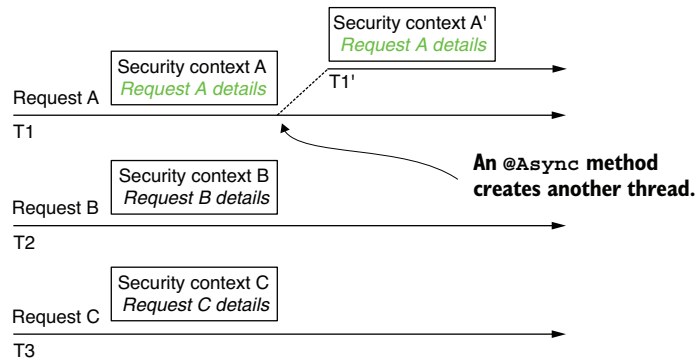 Security context A'
Request A details
Security context A
Request A details
T1'
Request A
T1
An @Async method
creates another thread.
Security context B
Request B details
Request B
T2
Security context C
Request C details
Request C
T3